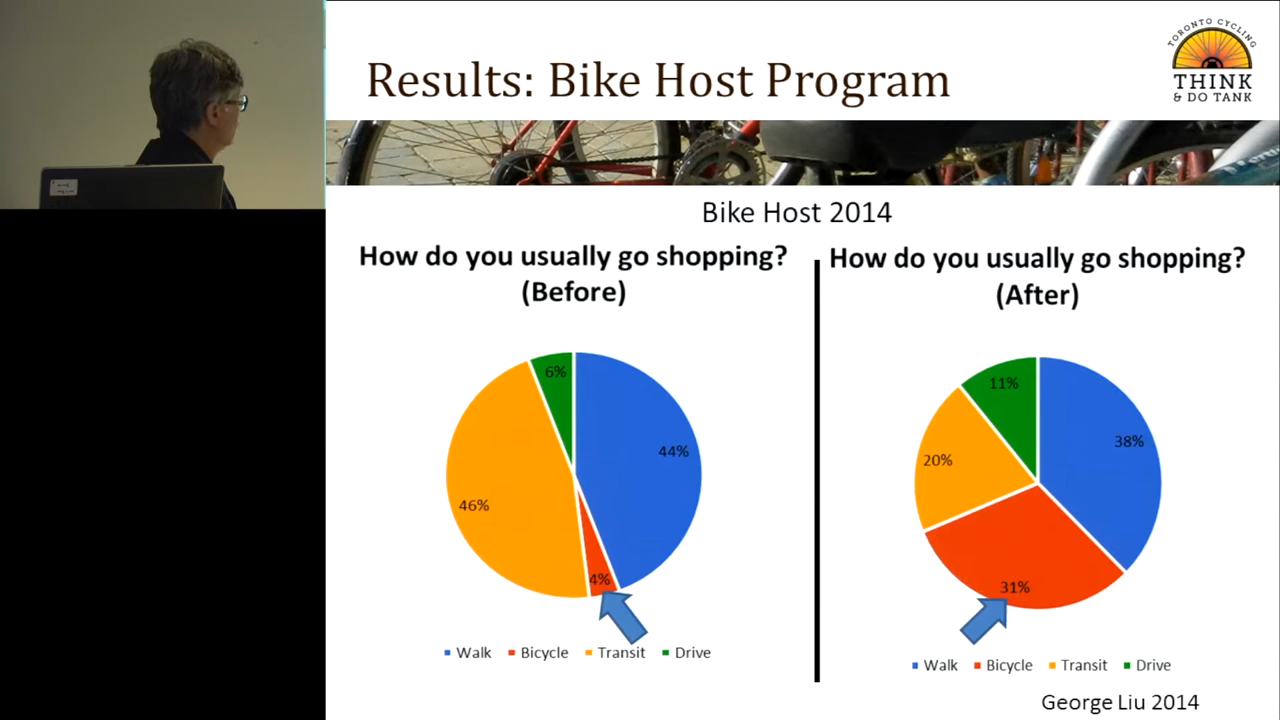 Results: Bike Host Program
TORONTO CYCLING
THINK
& DO TANK
Bike Host 2014
How do you usually go shopping?
(Before)
6%
44%
46%
4%
Walk Bicycle Transit Drive
How do you usually go shopping?
(After)
11%
38%
20%
31%
Walk Bicycle Transit Drive
George Liu 2014